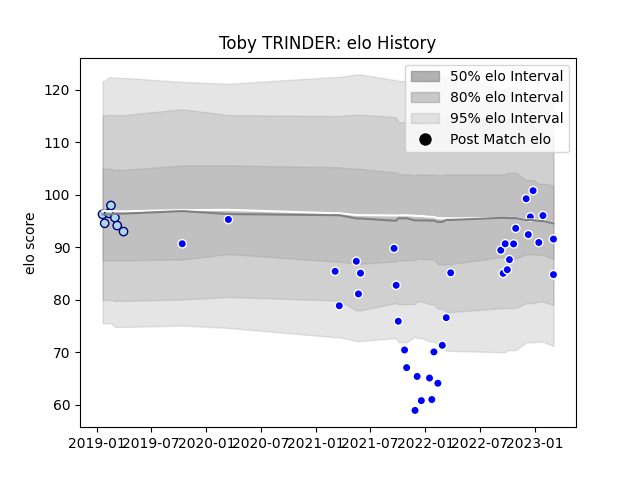 Toby TRINDER: elo History
50% elo Interval
80% elo Interval
95% elo Interval
Post Match elo
elo score
120
110
100
90
80
70
60
2019-01 2019-07 2020-01 2020-07 2021-01 2021-07 2022-01 2022-07 2023-01